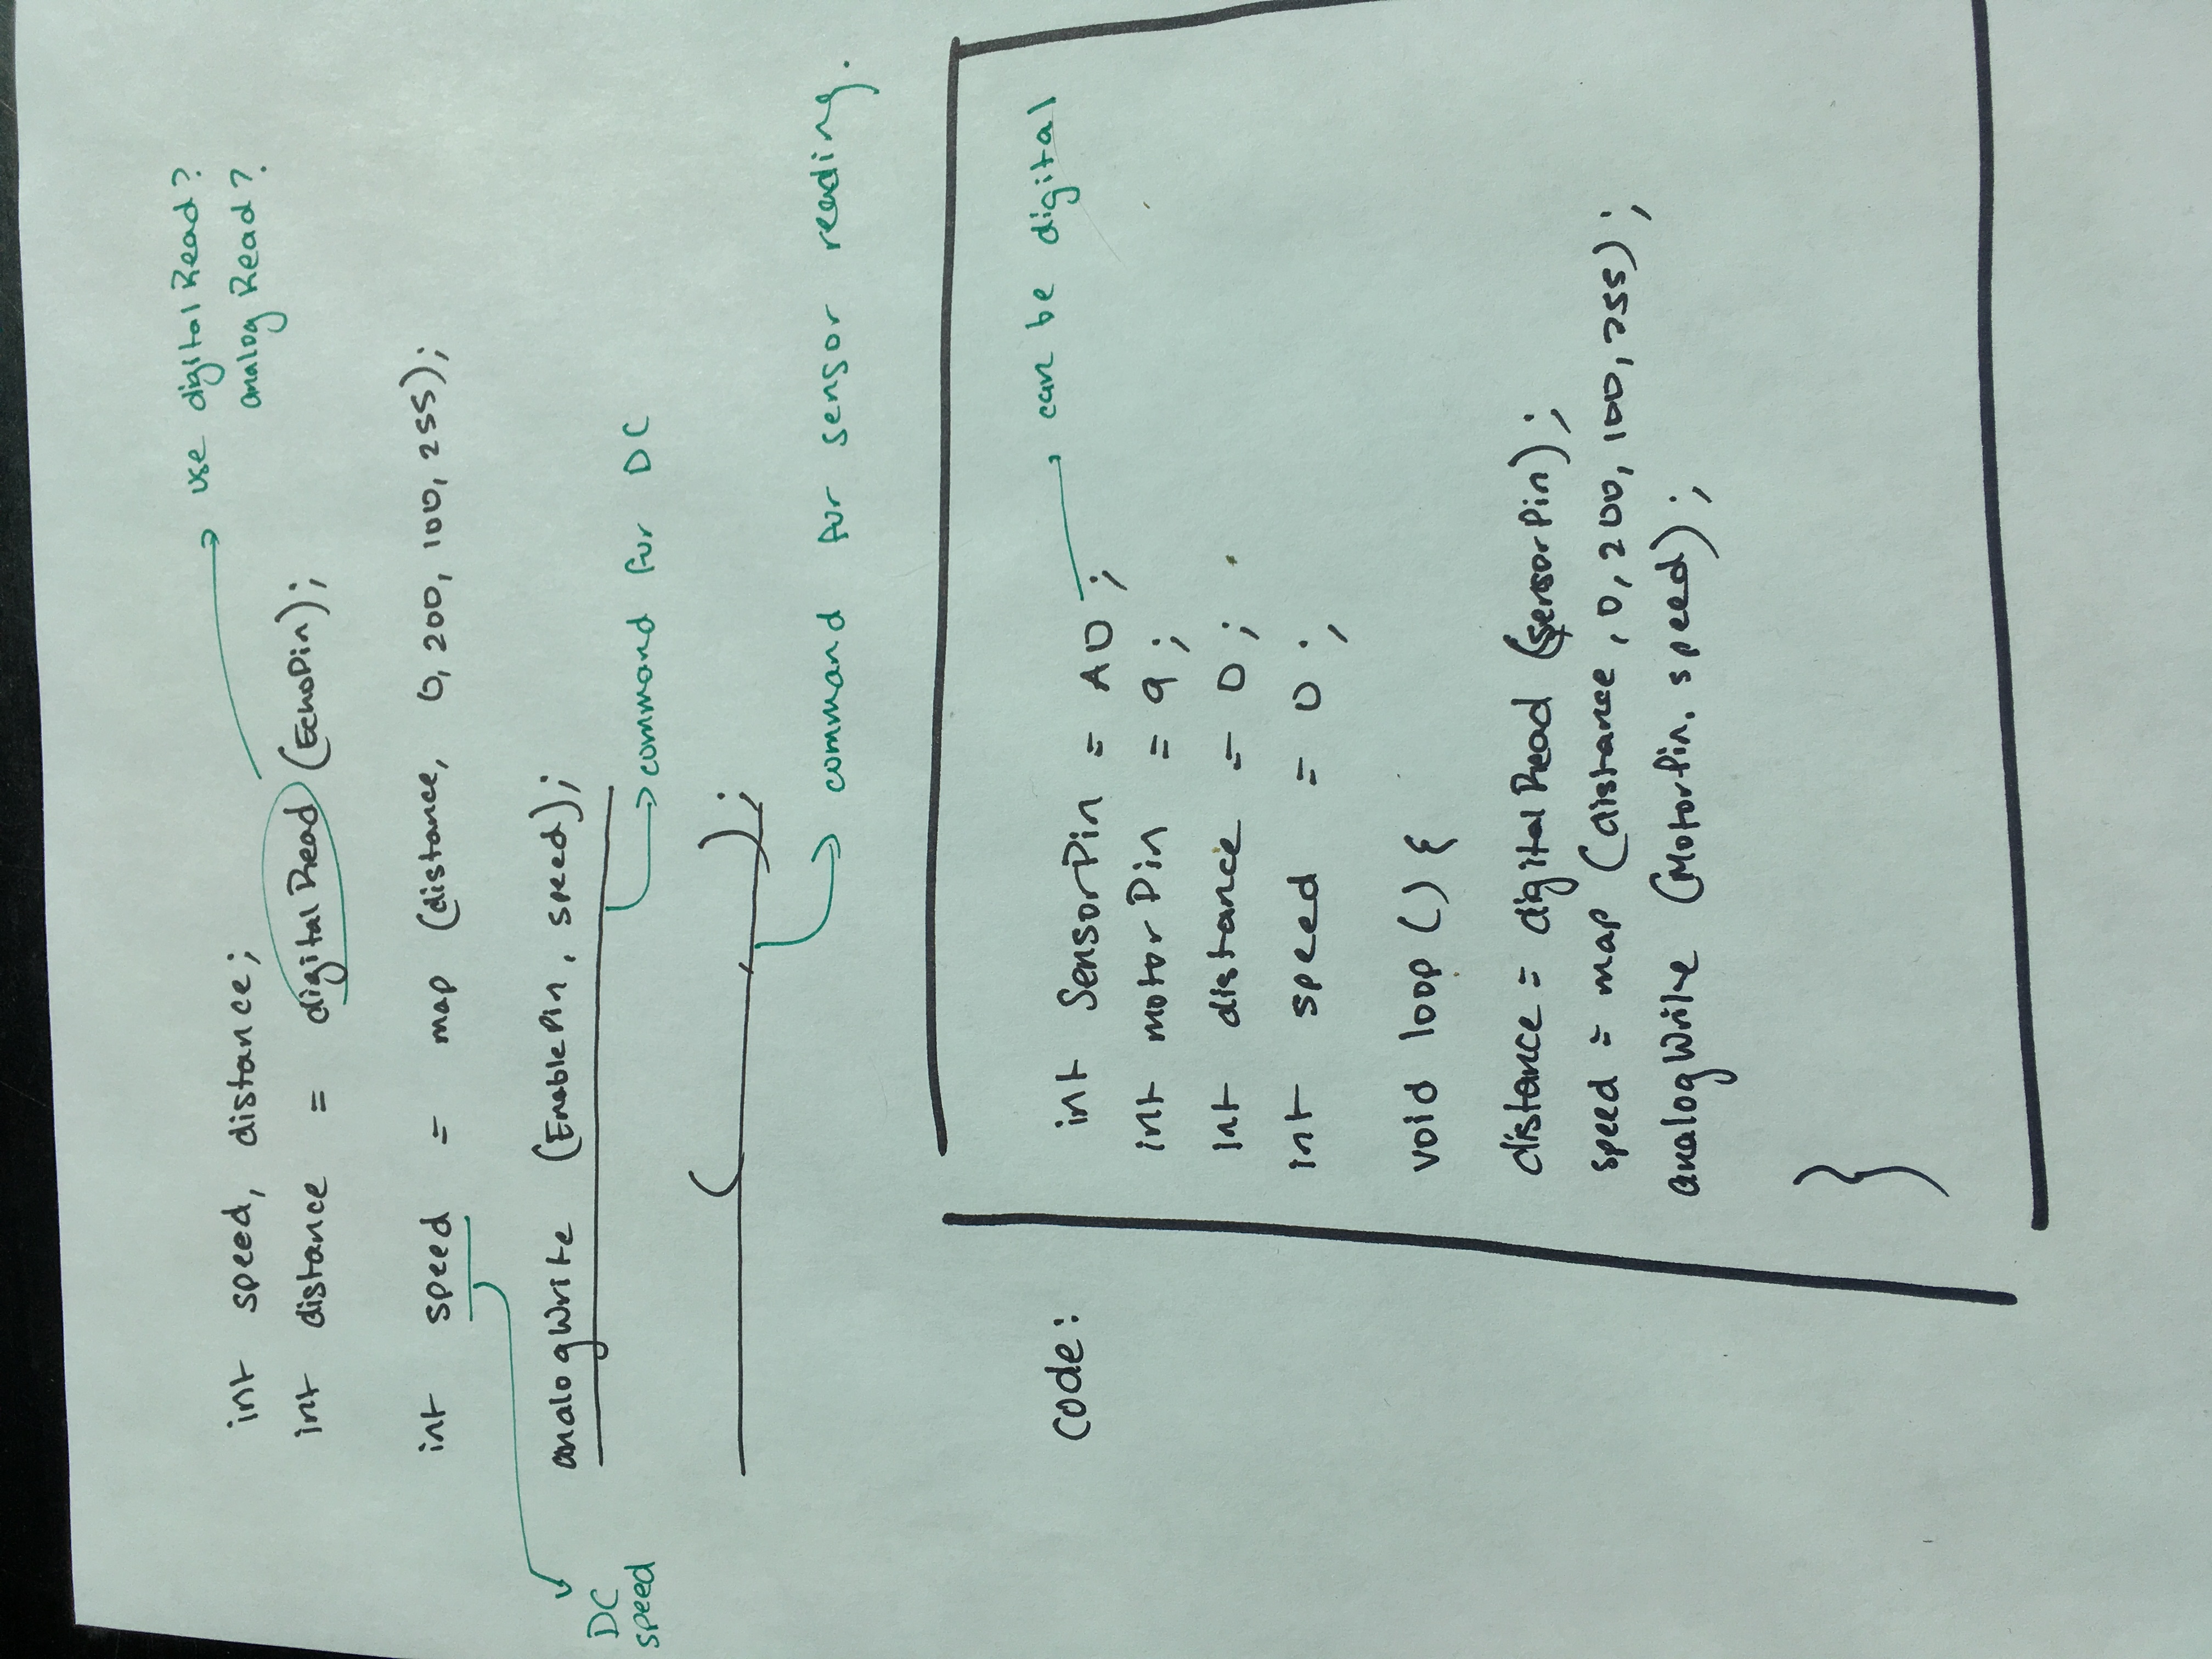 use digitalRead?
analogRead?
int speed, distance;
int distance = digitalRead (EchoPin);
int speed = map (distance, 0, 200, 100, 255);
analogWrite (EnablePin, speed);
DC
speed
command for DC
( , );
command for sensor reading.
code:
can be digital
int SensorPin = A0;
int motorPin = 9;
int distance = 0;
int speed = 0;
void loop () {
distance = digitalRead (sensorPin);
speed = map (distance, 0, 200, 100, 255);
analogWrite (MotorPin. speed);
}